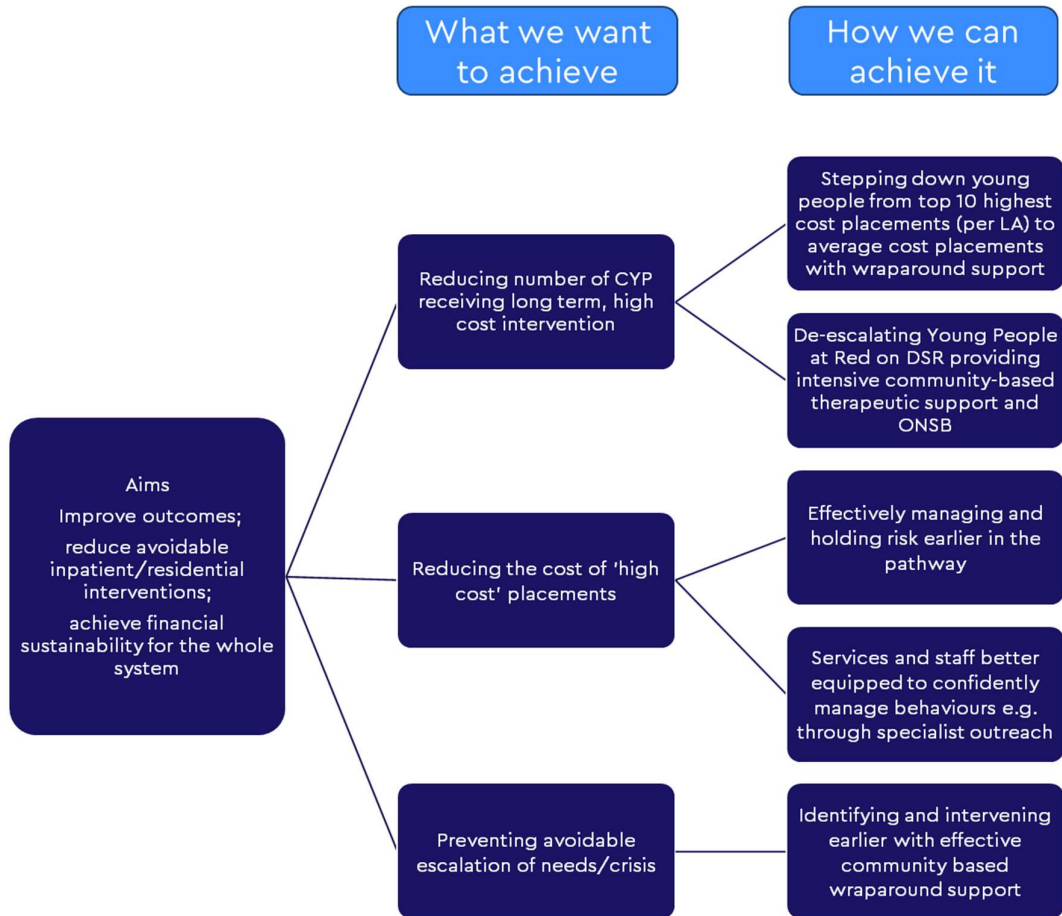 What we want
to achieve
How we can
achieve it
Aims
Improve outcomes;
reduce avoidable
inpatient/residential
interventions;
achieve financial
sustainability for the whole
system
Reducing number of CYP
receiving long term, high
cost intervention
Stepping down young
people from top 10 highest
cost placements (per LA) to
average cost placements
with wraparound support
De-escalating Young People
at Red on DSR providing
intensive community-based
therapeutic support and
ONSB
Reducing the cost of 'high
cost' placements
Effectively managing and
holding risk earlier in the
pathway
Services and staff better
equipped to confidently
manage behaviours e.g.
through specialist outreach
Preventing avoidable
escalation of needs/crisis
Identifying and intervening
earlier with effective
community based
wraparound support